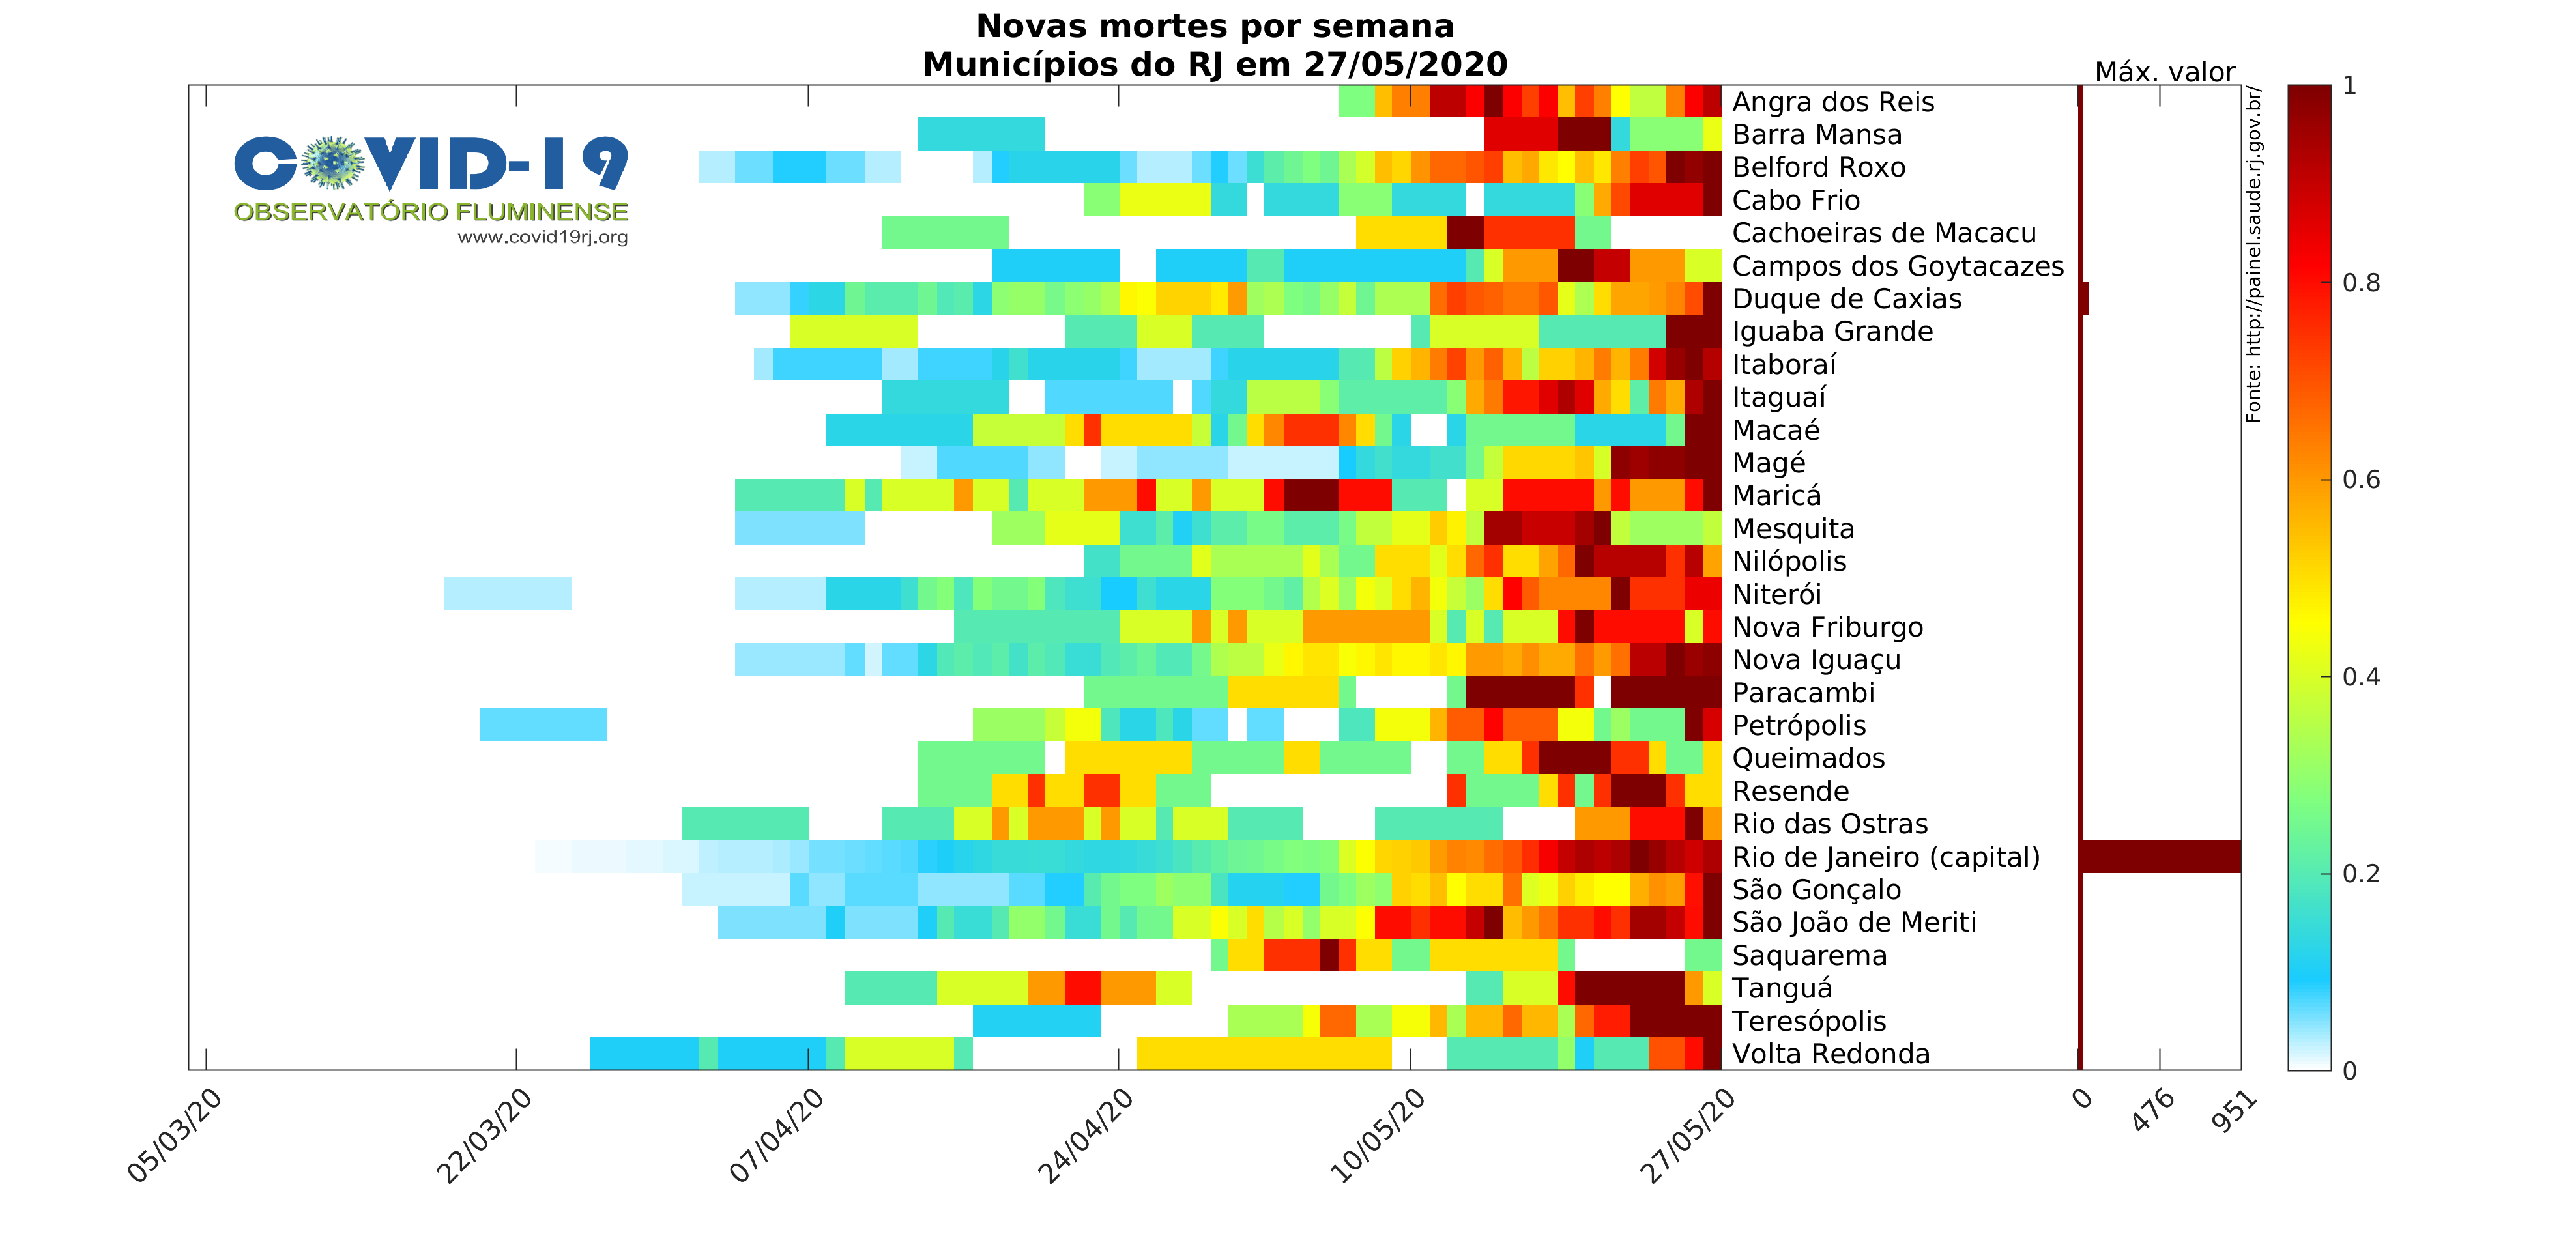 Novas mortes por semana
Municípios do RJ em 27/05/2020
Máx. valor
COVID-19
OBSERVATÓRIO FLUMINENSE
www.covid19rj.org
Angra dos Reis
Barra Mansa
Belford Roxo
Cabo Frio
Cachoeiras de Macacu
Campos dos Goytacazes
Duque de Caxias
Iguaba Grande
Itaboraí
Itaguaí
Macaé
Magé
Maricá
Mesquita
Nilópolis
Niterói
Nova Friburgo
Nova Iguaçu
Paracambi
Petrópolis
Queimados
Resende
Rio das Ostras
Rio de Janeiro (capital)
São Gonçalo
São João de Meriti
Saquarema
Tanguá
Teresópolis
Volta Redonda
Fonte: http://painel.saude.rj.gov.br/
1
0.8
0.6
0.4
0.2
0
05/03/20
22/03/20
07/04/20
24/04/20
10/05/20
27/05/20
0
476
951